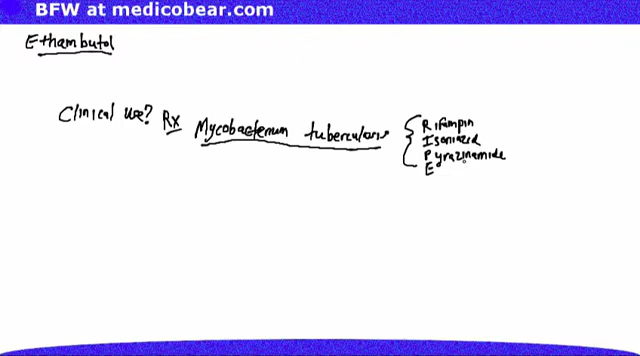 BFW at medicobear.com
Ethambutol
Clinical use? Rx Mycobacterium tuberculosis
Rifampin
Isoniazid
Pyrazinamide
E